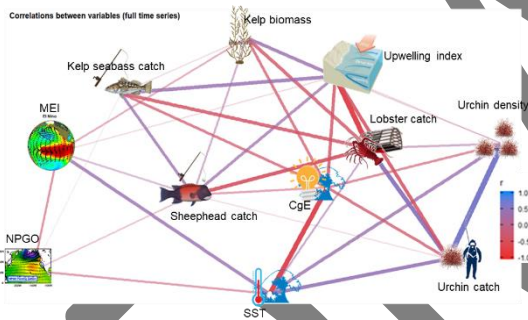 Correlations between variables (full time series)
Kelp biomass
Kelp seabass catch
Upwelling index
MEI
Urchin density
Lobster catch
r
1.0
0.5
0.0
-0.5
-1.0
CgE
Sheephead catch
NPGO
Urchin catch
SST